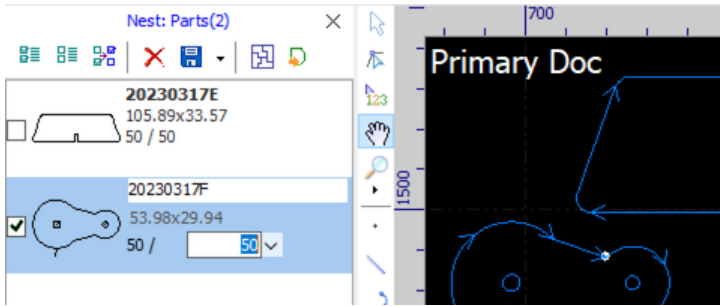 Nest: Parts(2)
20230317E
105.89x33.57
50 / 50
20230317F
53.98x29.94
50 / 50
123
700
1500
Primary Doc